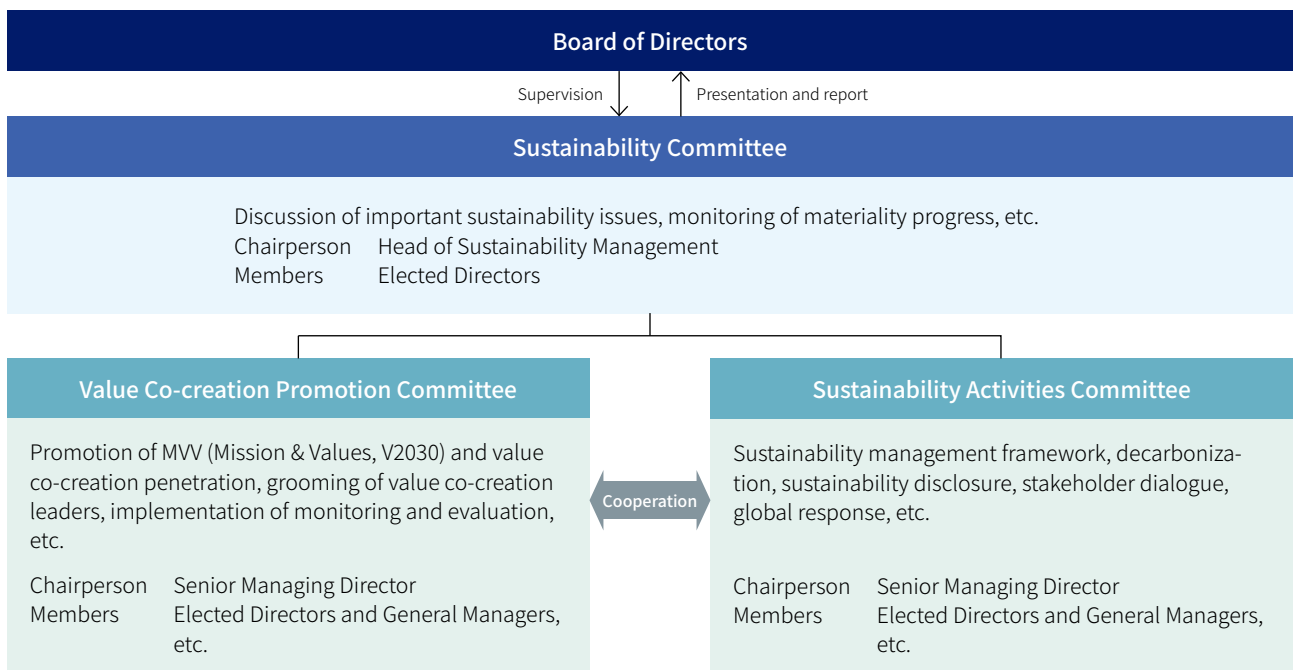 Board of Directors
Supervision
Presentation and report
Sustainability Committee
Discussion of important sustainability issues, monitoring of materiality progress, etc.
Chairperson Head of Sustainability Management
Members Elected Directors
Value Co-creation Promotion Committee
Promotion of MVV (Mission & Values, V2030) and value
co-creation penetration, grooming of value co-creation
leaders, implementation of monitoring and evaluation,
etc.
Chairperson Senior Managing Director
Members Elected Directors and General Managers,
etc.
Cooperation
Sustainability Activities Committee
Sustainability management framework, decarboniza-
tion, sustainability disclosure, stakeholder dialogue,
global response, etc.
Chairperson Senior Managing Director
Members Elected Directors and General Managers,
etc.